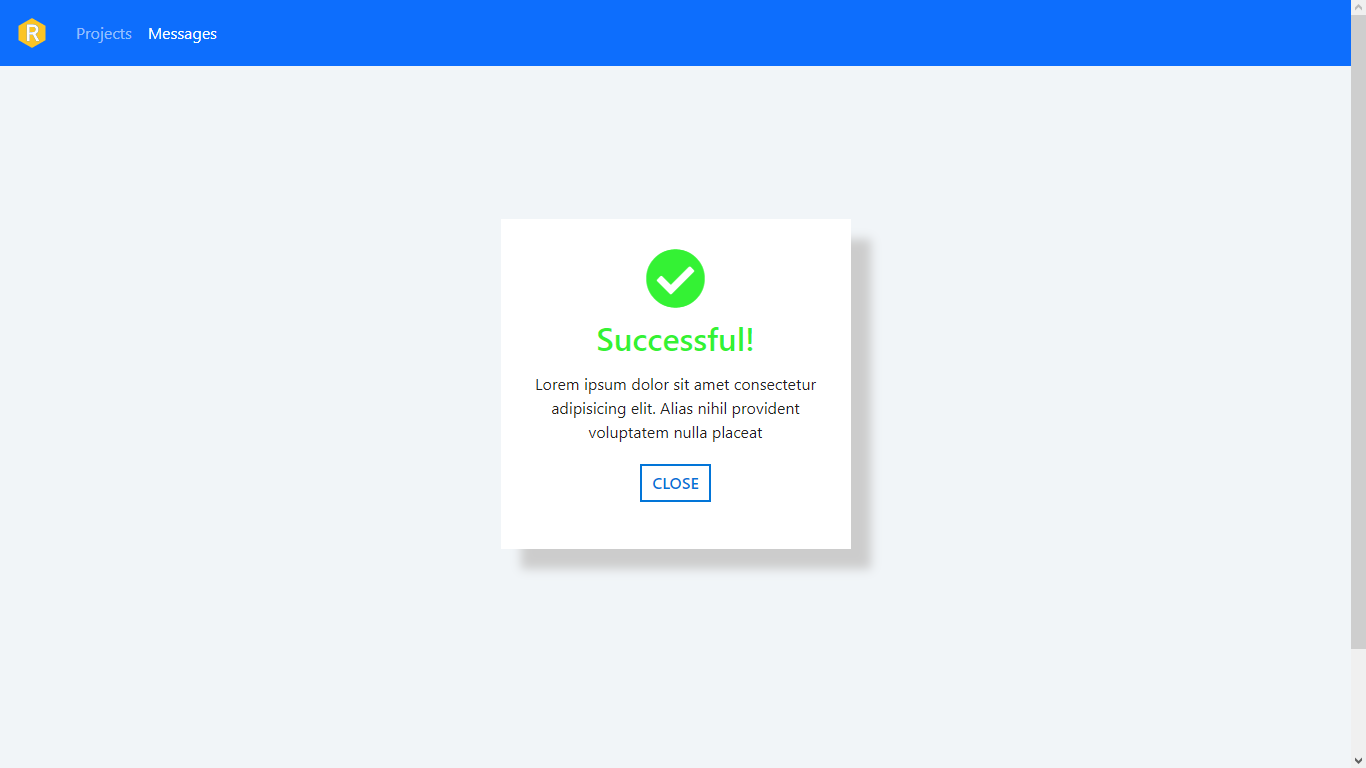 R
Projects Messages
Successful!
Lorem ipsum dolor sit amet consectetur
adipisicing elit. Alias nihil provident
voluptatem nulla placeat
CLOSE